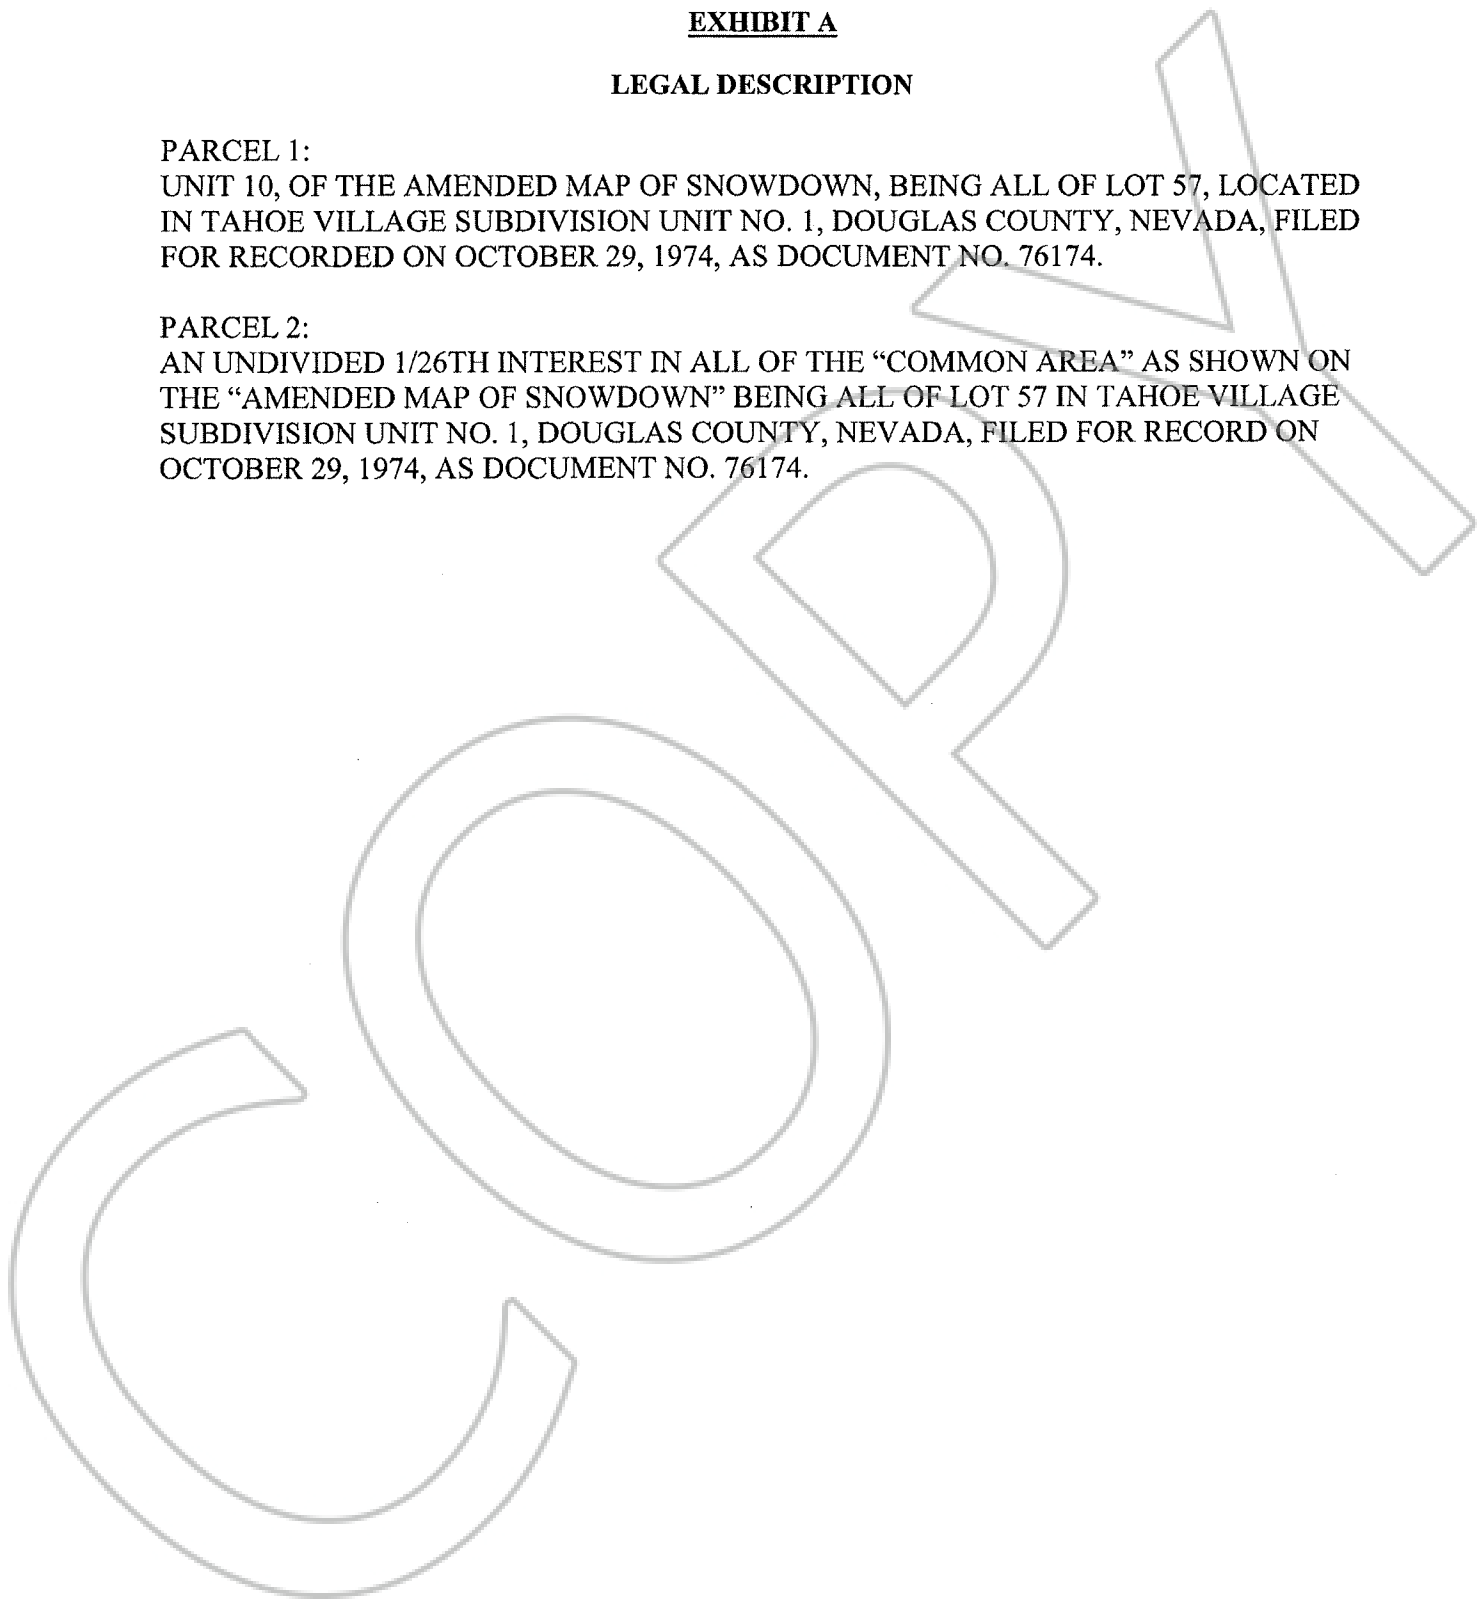 EXHIBIT A
LEGAL DESCRIPTION
PARCEL 1:
UNIT 10, OF THE AMENDED MAP OF SNOWDOWN, BEING ALL OF LOT 57, LOCATED
IN TAHOE VILLAGE SUBDIVISION UNIT NO. 1, DOUGLAS COUNTY, NEVADA, FILED
FOR RECORDED ON OCTOBER 29, 1974, AS DOCUMENT NO. 76174.
PARCEL 2:
AN UNDIVIDED 1/26TH INTEREST IN ALL OF THE “COMMON AREA” AS SHOWN ON
THE “AMENDED MAP OF SNOWDOWN” BEING ALL OF LOT 57 IN TAHOE VILLAGE
SUBDIVISION UNIT NO. 1, DOUGLAS COUNTY, NEVADA, FILED FOR RECORD ON
OCTOBER 29, 1974, AS DOCUMENT NO. 76174.
COPY